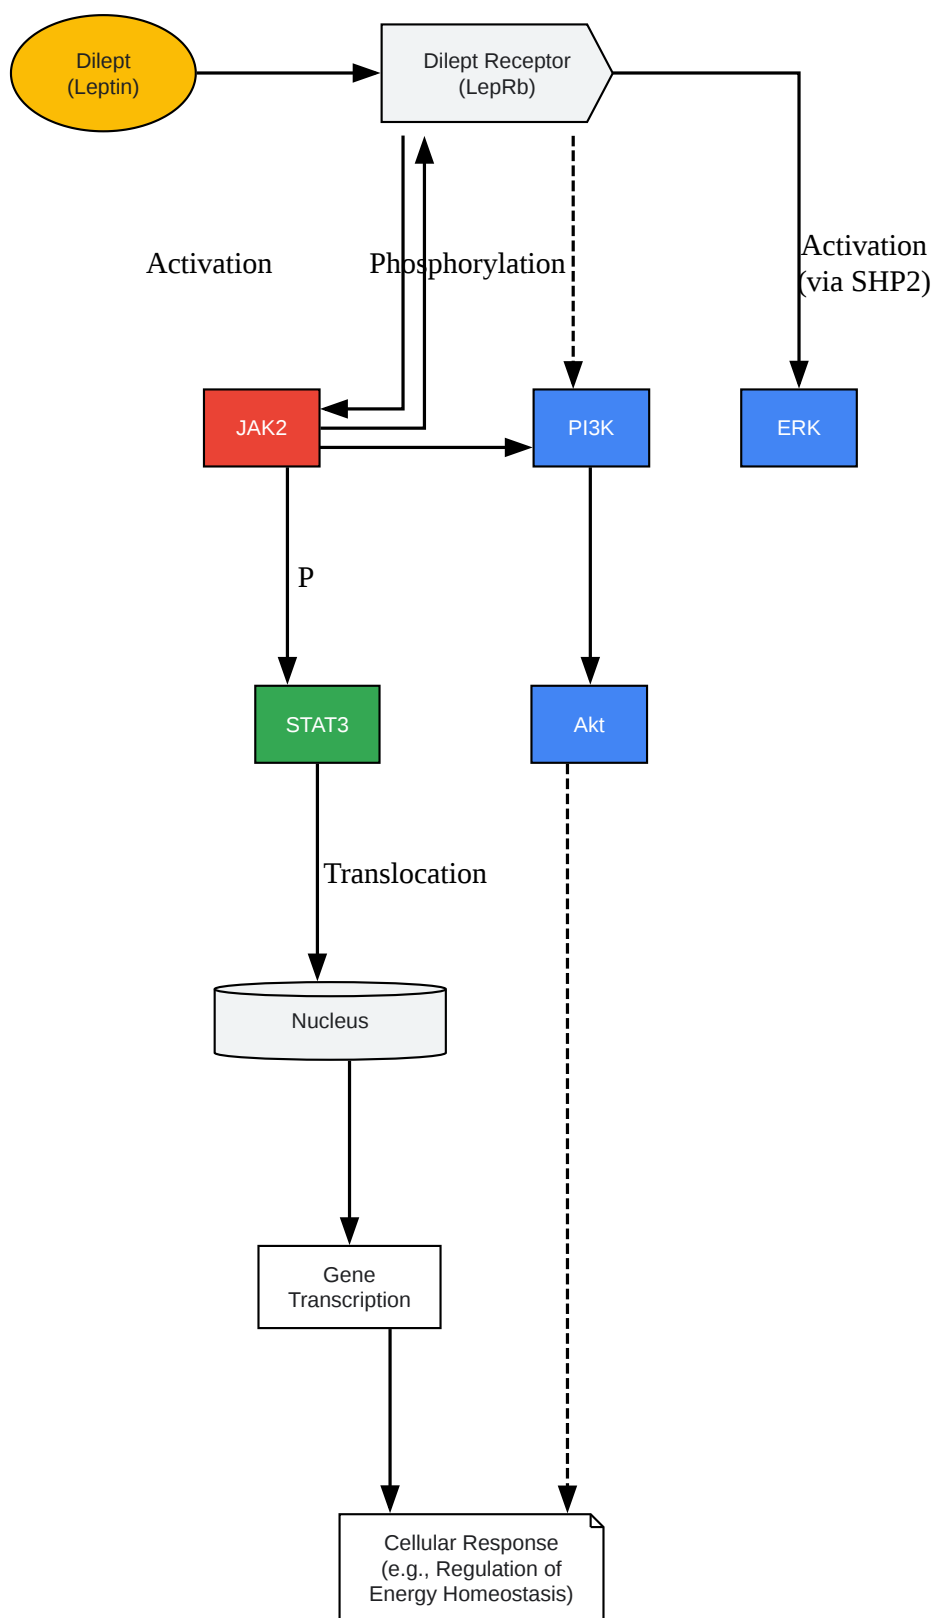 Dilept
(Leptin)
Dilept Receptor
(LepRb)
Activation
Phosphorylation
Activation
(via SHP2)
JAK2
PI3K
ERK
P
STAT3
Akt
Translocation
Nucleus
Gene
Transcription
Cellular Response
(e.g., Regulation of
Energy Homeostasis)